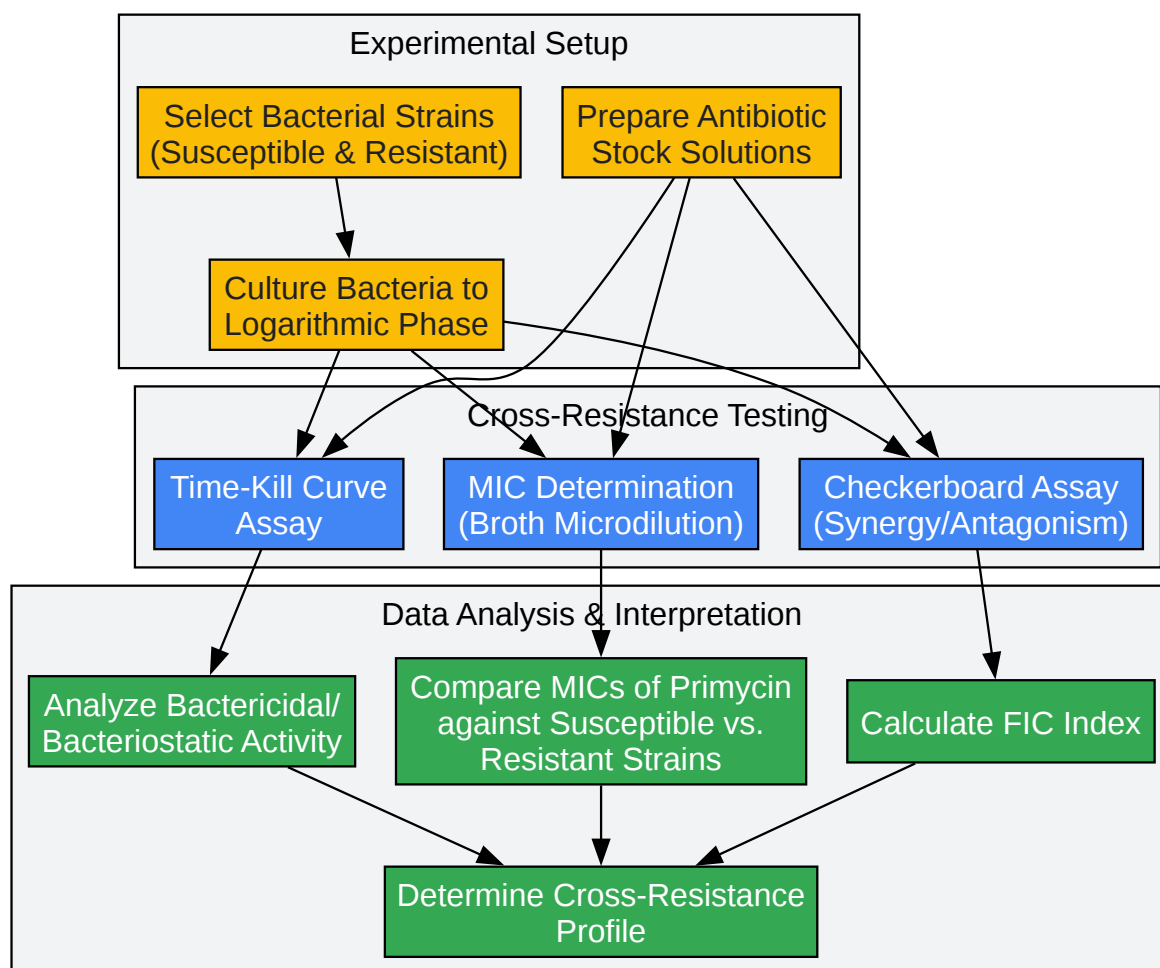 Experimental Setup
Select Bacterial Strains
(Susceptible & Resistant)
Prepare Antibiotic
Stock Solutions
Culture Bacteria to
Logarithmic Phase
Cross-Resistance Testing
Time-Kill Curve
Assay
MIC Determination
(Broth Microdilution)
Checkerboard Assay
(Synergy/Antagonism)
Data Analysis & Interpretation
Analyze Bactericidal/
Bacteriostatic Activity
Compare MICs of Primycin
against Susceptible vs.
Resistant Strains
Calculate FIC Index
Determine Cross-Resistance
Profile